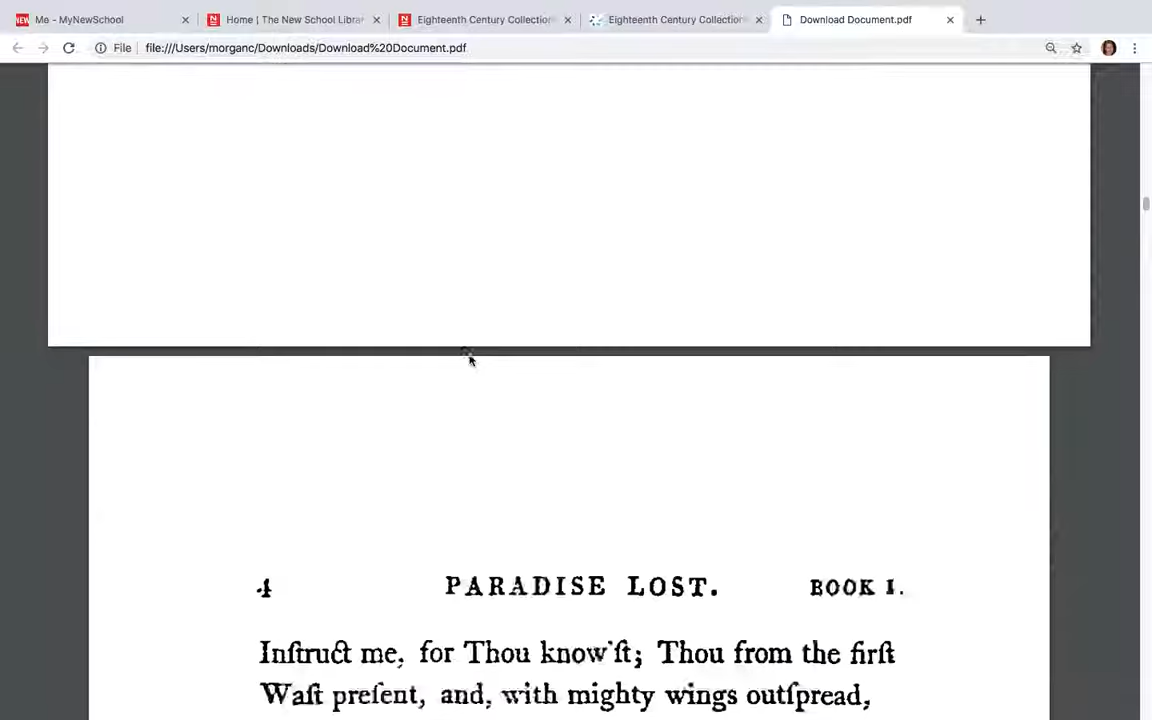 Me - MyNewSchool
Home | The New School Librar
Eighteenth Century Collection
Eighteenth Century Collection
Download Document.pdf
File
file:///Users/morganc/Downloads/Download%20Document.pdf
4 PARADISE LOST. BOOK I.
Inſtruct me, for Thou know'ſt; Thou from the firſt
Waſt preſent, and, with mighty wings outſpread,